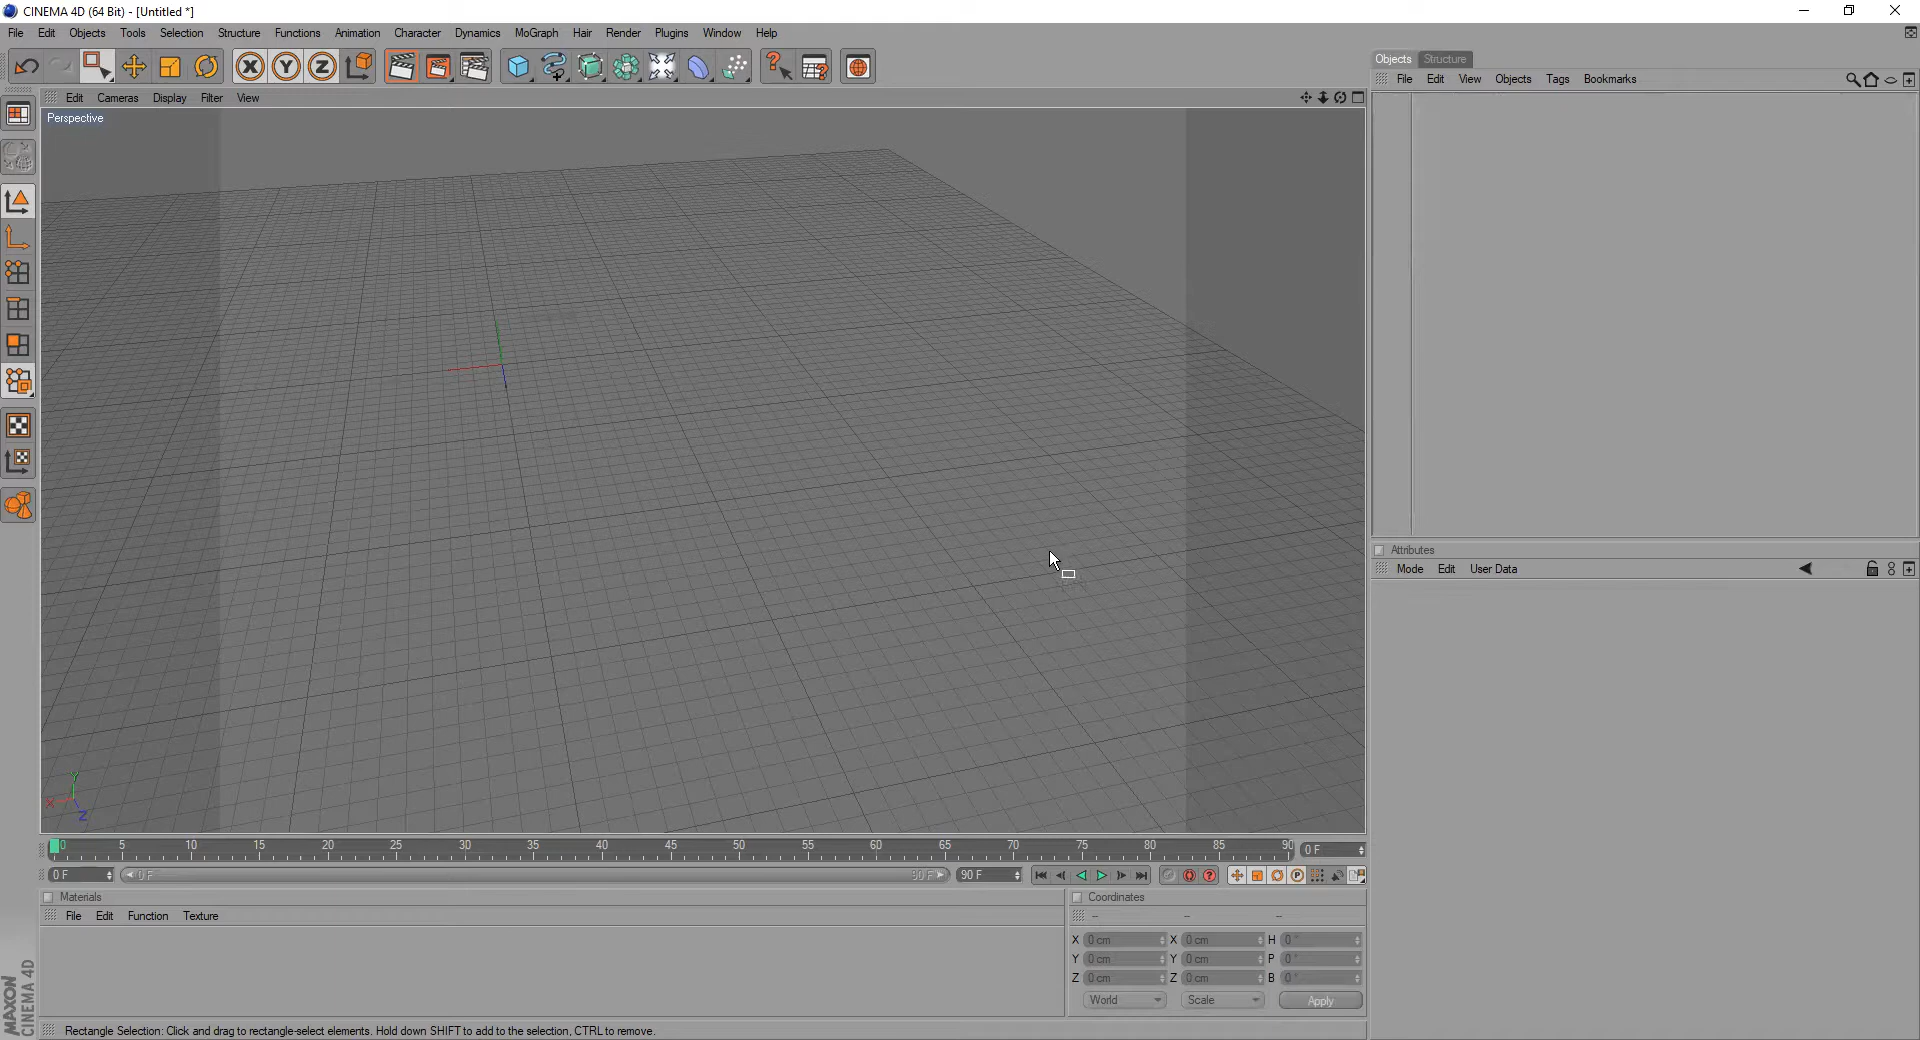 CINEMA 4D (64 Bit) - [Untitled *]
File Edit Objects Tools Selection Structure Functions Animation Character Dynamics MoGraph Hair Render Plugins Window Help
Objects Structure
File Edit View Objects Tags Bookmarks
Edit Cameras Display Filter View
Perspective
Y
X
Z
Attributes
Mode Edit User Data
0 5 10 15 20 25 30 35 40 45 50 55 60 65 70 75 80 85 90
0 F
0 F 0 F 90 F 90 F
Materials
File Edit Function Texture
Coordinates
X 0 cm X 0 cm H 0 °
Y 0 cm Y 0 cm P 0 °
Z 0 cm Z 0 cm B 0 °
World Scale Apply
MAXON
CINEMA 4D
Rectangle Selection: Click and drag to rectangle-select elements. Hold down SHIFT to add to the selection, CTRL to remove.